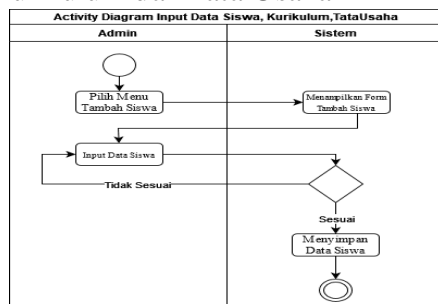 Activity Diagram Input Data Siswa, Kurikulum,TataUsaha
Admin
Sistem
Pilih Menu
Tambah Siswa
Menampilkan Form
Tambah Siswa
Input Data Siswa
Tidak Sesuai
Sesuai
Menyimpan
Data Siswa